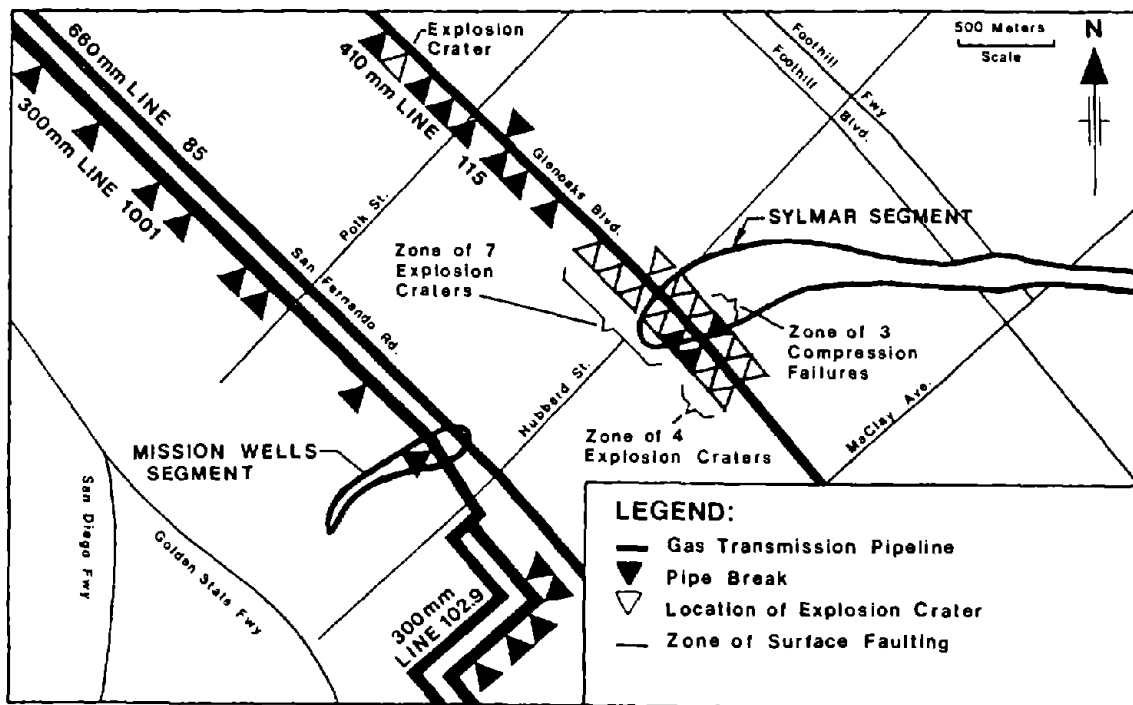 Explosion
Crater
500 Meters
Scale
N
660mm LINE 85
300mm LINE 1001
410 mm LINE 115
Foothill Fwy
Foothill Blvd.
Glenoaks Blvd.
Polk St.
San Fernando Rd.
SYLMAR SEGMENT
Zone of 7
Explosion
Craters
Zone of 3
Compression
Failures
Hubbard St.
MaClay Ave.
Zone of 4
Explosion Craters
MISSION WELLS
SEGMENT
San Diego Fwy
Golden State Fwy
300mm
LINE 102.9
LEGEND:
Gas Transmission Pipeline
Pipe Break
Location of Explosion Crater
Zone of Surface Faulting